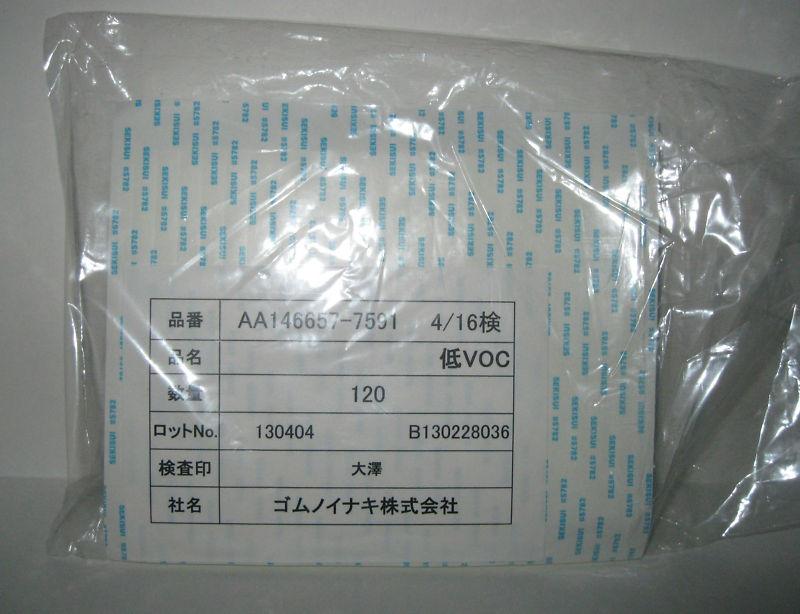 SEKISUI #5782
品番 AA146657-7591 4/16検
品名 低VOC
数量 120
ロットNo. 130404 B130228036
検査印 大澤
社名 ゴムノイナキ株式会社